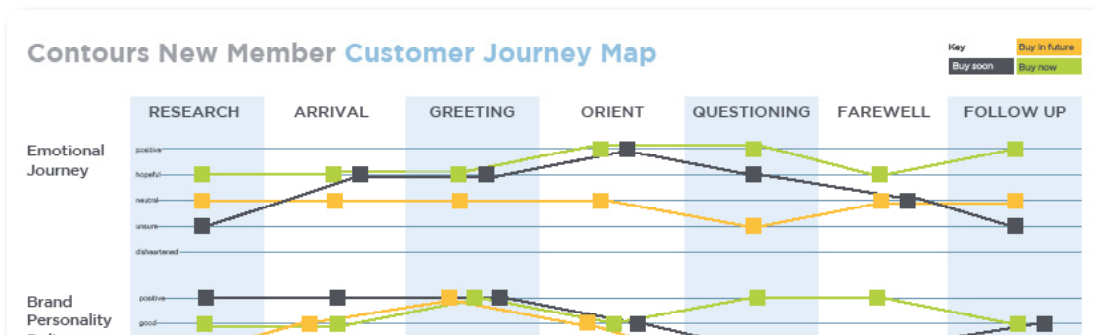 Contours New Member Customer Journey Map
Key
Buy in future
Buy soon
Buy now
RESEARCH
ARRIVAL
GREETING
ORIENT
QUESTIONING
FAREWELL
FOLLOW UP
Emotional
Journey
positive
hopeful
neutral
unsure
disheartened
Brand
Personality
positive
good